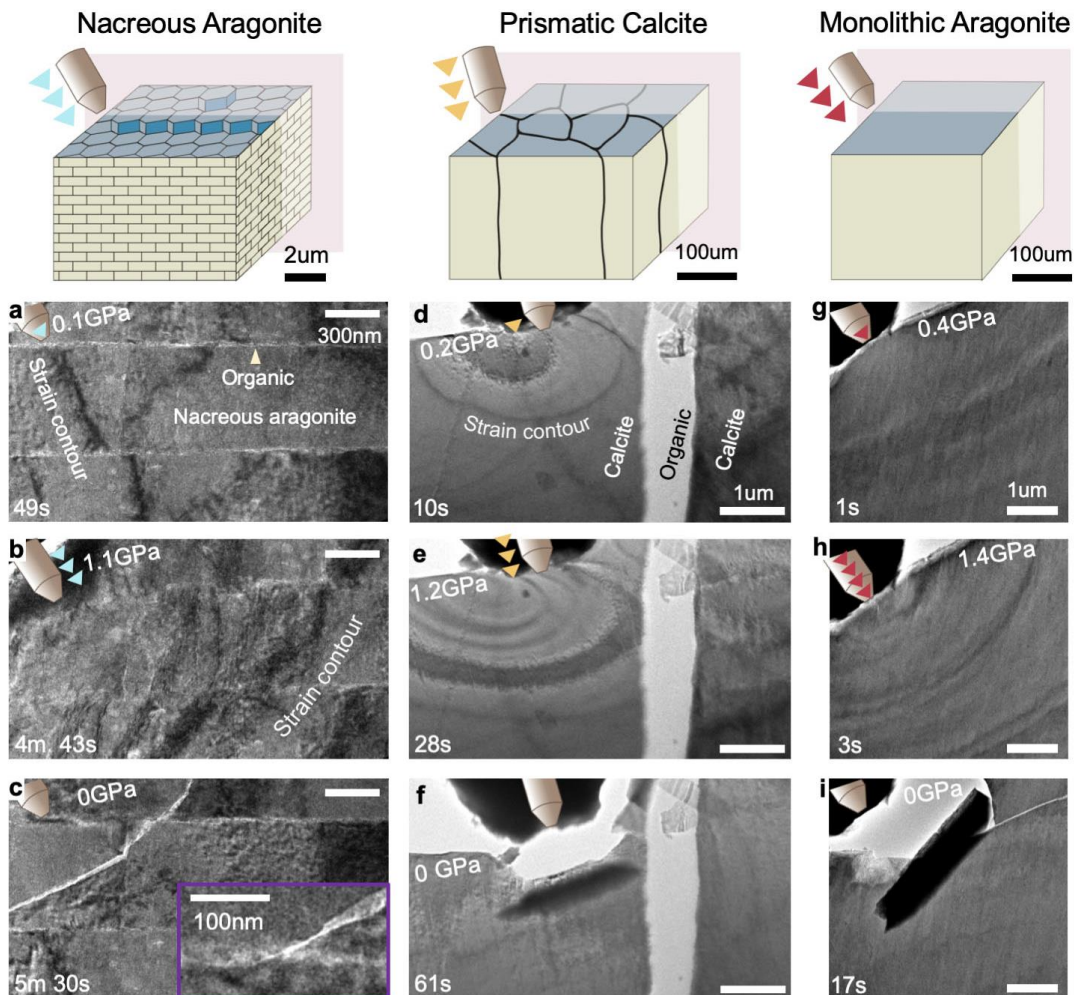 Nacreous Aragonite
Prismatic Calcite
Monolithic Aragonite
2um
100um
100um
a
0.1GPa
300nm
Organic
Strain contour
Nacreous aragonite
49s
b
1.1GPa
Strain contour
4m 43s
c
0GPa
100nm
5m 30s
d
0.2GPa
Strain contour
Calcite
Organic
Calcite
1um
10s
e
1.2GPa
28s
f
0 GPa
61s
g
0.4GPa
1um
1s
h
1.4GPa
3s
i
0GPa
17s